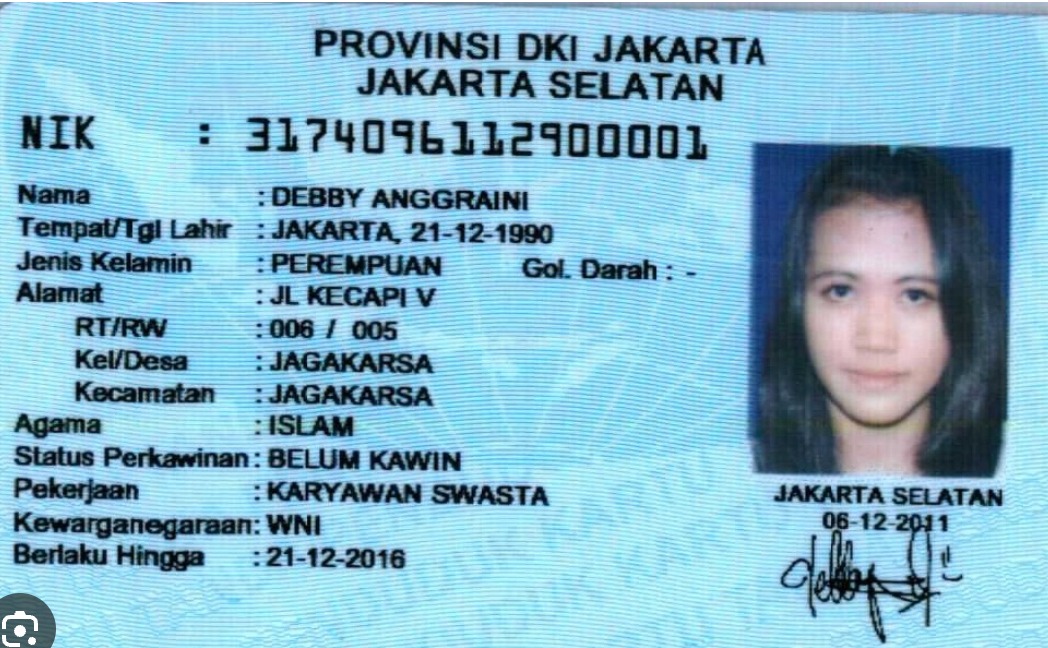 PROVINSI DKI JAKARTA
JAKARTA SELATAN
NIK : 3174096112900001
Nama : DEBBY ANGGRAINI
Tempat/Tgl Lahir : JAKARTA, 21-12-1990
Jenis Kelamin : PEREMPUAN Gol. Darah : -
Alamat : JL KECAPI V
RT/RW : 006 / 005
Kel/Desa : JAGAKARSA
Kecamatan : JAGAKARSA
Agama : ISLAM
Status Perkawinan : BELUM KAWIN
Pekerjaan : KARYAWAN SWASTA
Kewarganegaraan : WNI
Berlaku Hingga : 21-12-2016
JAKARTA SELATAN
06-12-2011